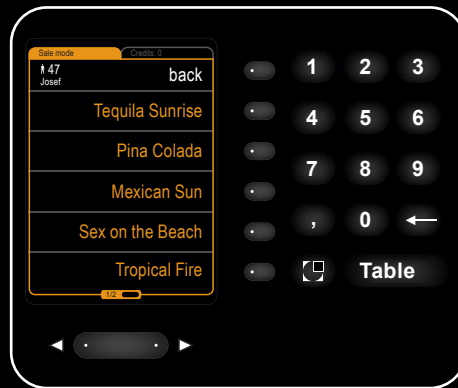 Sale mode
Credits: 0
47
Josef
back
Tequila Sunrise
Pina Colada
Mexican Sun
Sex on the Beach
Tropical Fire
1/2
1 2 3
4 5 6
7 8 9
, 0
Table